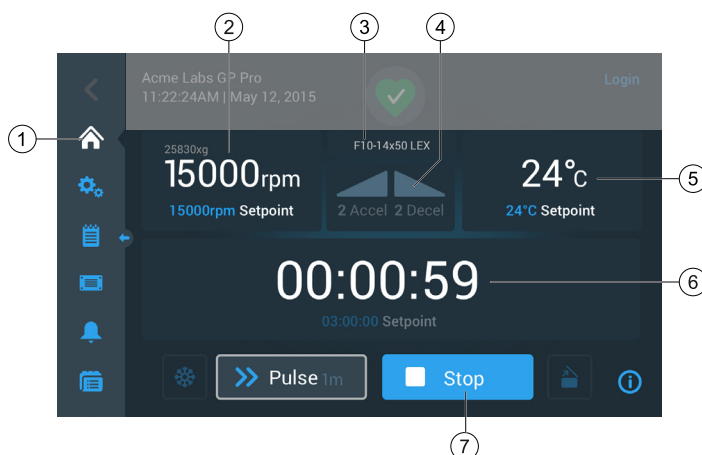 2
3
4
Acme Labs GP Pro
11:22:24AM | May 12, 2015
Login
1
25830xg
15000rpm
15000rpm Setpoint
F10-14x50 LEX
2 Accel 2 Decel
24°C
24°C Setpoint
5
00:00:59
03:00:00 Setpoint
6
Pulse 1m
Stop
7